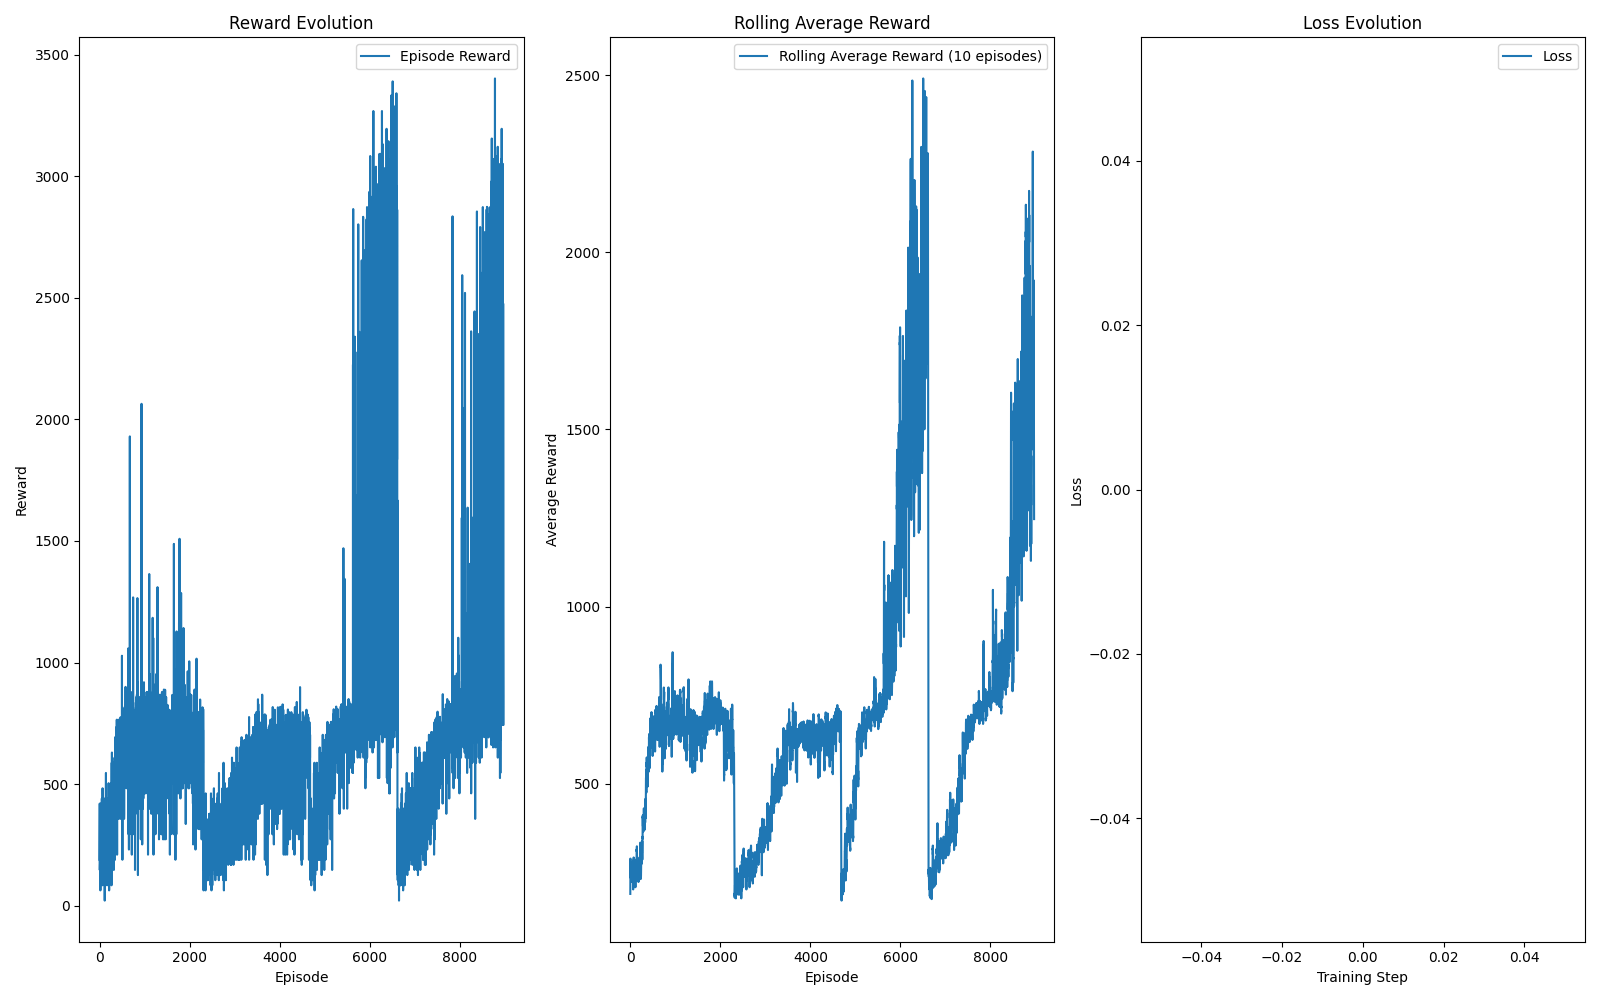 Reward Evolution
Episode Reward
3500
3000
2500
2000
1500
1000
500
0
Reward
0 2000 4000 6000 8000
Episode
Rolling Average Reward
Rolling Average Reward (10 episodes)
2500
2000
1500
1000
500
Average Reward
0 2000 4000 6000 8000
Episode
Loss Evolution
Loss
0.04
0.02
0.00
−0.02
−0.04
Loss
−0.04 −0.02 0.00 0.02 0.04
Training Step